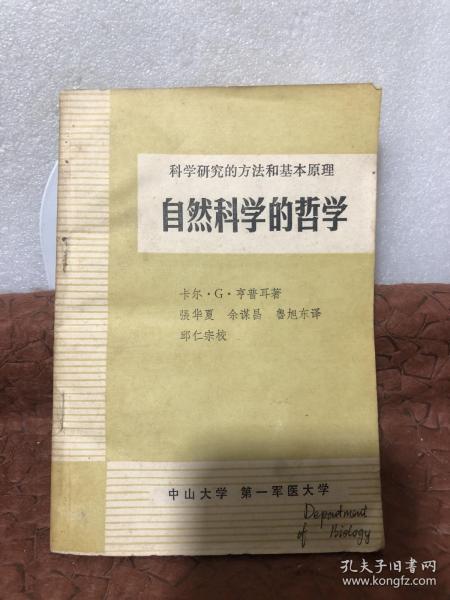 科学研究的方法和基本原理
自然科学的哲学
卡尔·G·亨普耳著
張华夏 余谋昌 鲁旭东译
邱仁宗校
中山大学 第一军医大学
Department
of Biology
孔夫子旧书网
www.kongfz.com